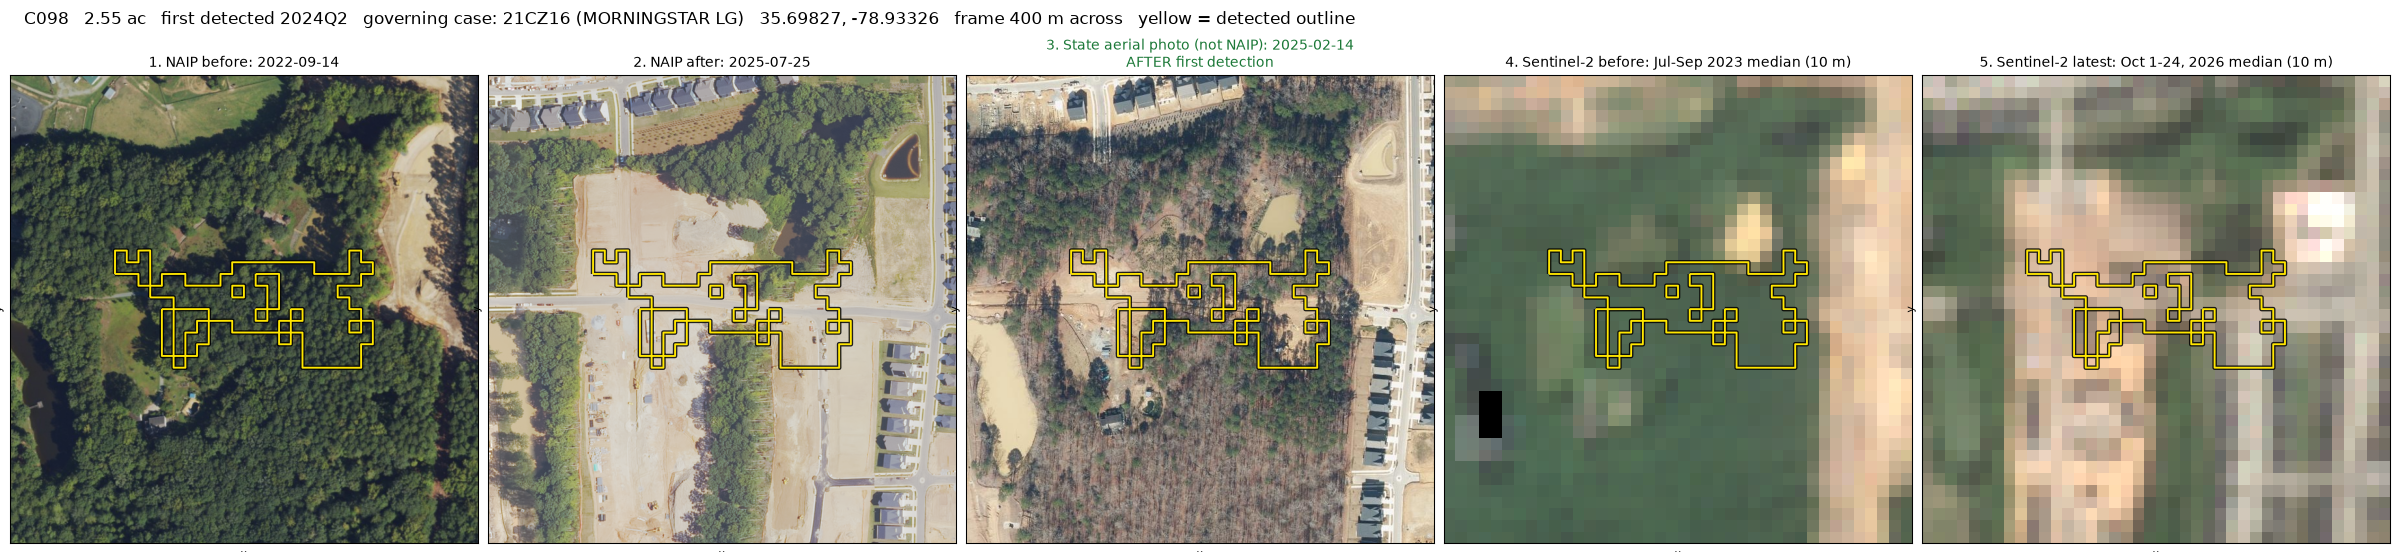 C098   2.55 ac   first detected 2024Q2   governing case: 21CZ16 (MORNINGSTAR LG)   35.69827, -78.93326   frame 400 m across   yellow = detected outline
1. NAIP before: 2022-09-14
2. NAIP after: 2025-07-25
3. State aerial photo (not NAIP): 2025-02-14
AFTER first detection
4. Sentinel-2 before: Jul-Sep 2023 median (10 m)
5. Sentinel-2 latest: Oct 1-24, 2026 median (10 m)